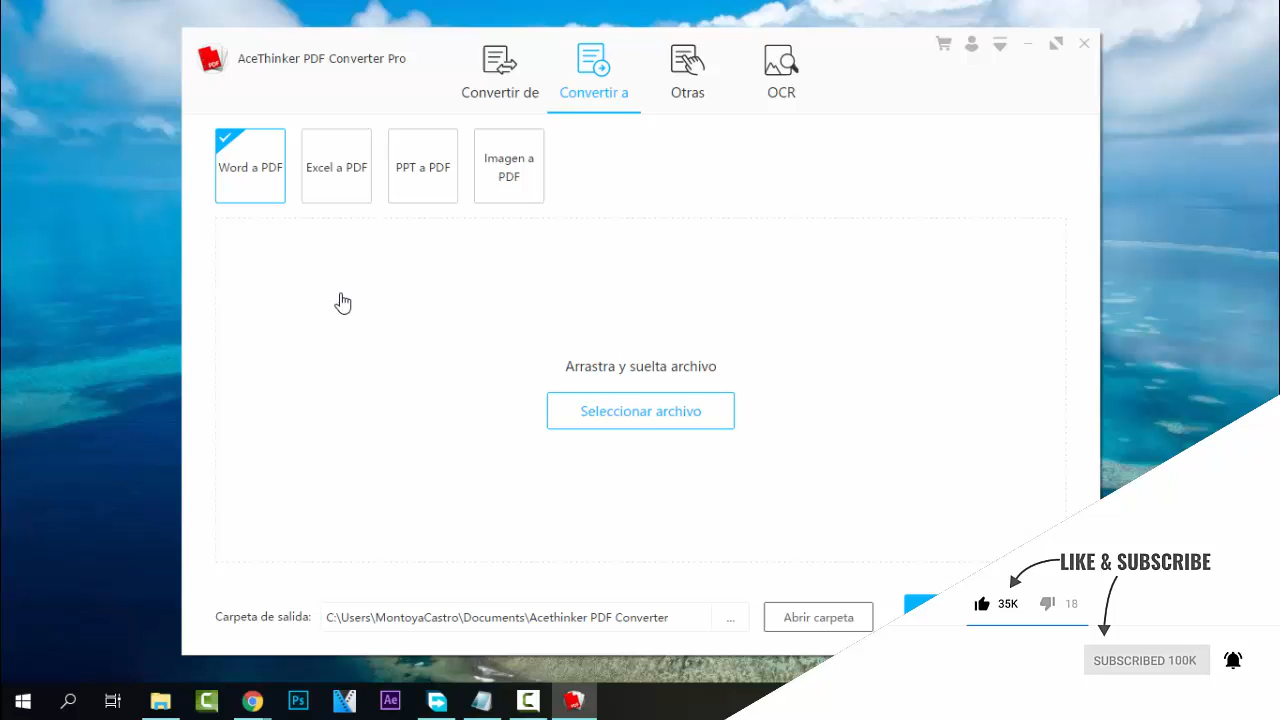 AceThinker PDF Converter Pro
Convertir de
Convertir a
Otras
OCR
Word a PDF
Excel a PDF
PPT a PDF
Imagen a
PDF
Arrastra y suelta archivo
Seleccionar archivo
Carpeta de salida:
C:\Users\MontoyaCastro\Documents\Acethinker PDF Converter
...
Abrir carpeta
LIKE & SUBSCRIBE
35K
18
SUBSCRIBED 100K
PDF
Ps
Ae